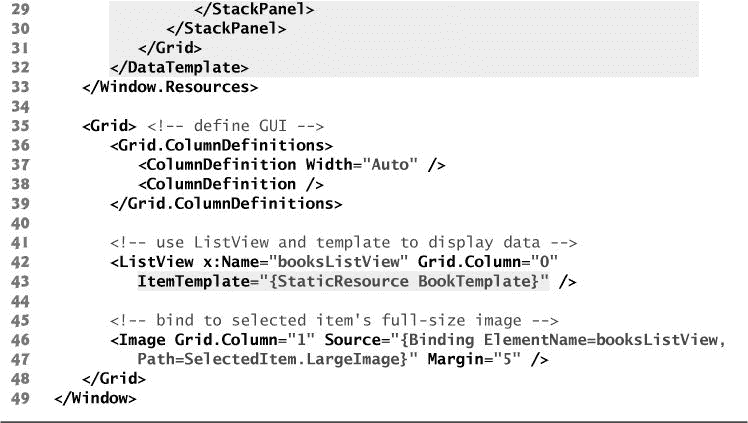 29 </StackPanel>
30 </StackPanel>
31 </Grid>
32 </DataTemplate>
33 </Window.Resources>
34
35 <Grid> <!-- define GUI -->
36 <Grid.ColumnDefinitions>
37 <ColumnDefinition Width="Auto" />
38 <ColumnDefinition />
39 </Grid.ColumnDefinitions>
40
41 <!-- use ListView and template to display data -->
42 <ListView x:Name="booksListView" Grid.Column="0"
43 ItemTemplate="{StaticResource BookTemplate}" />
44
45 <!-- bind to selected item's full-size image -->
46 <Image Grid.Column="1" Source="{Binding ElementName=booksListView,
47 Path=SelectedItem.LargeImage}" Margin="5" />
48 </Grid>
49 </Window>